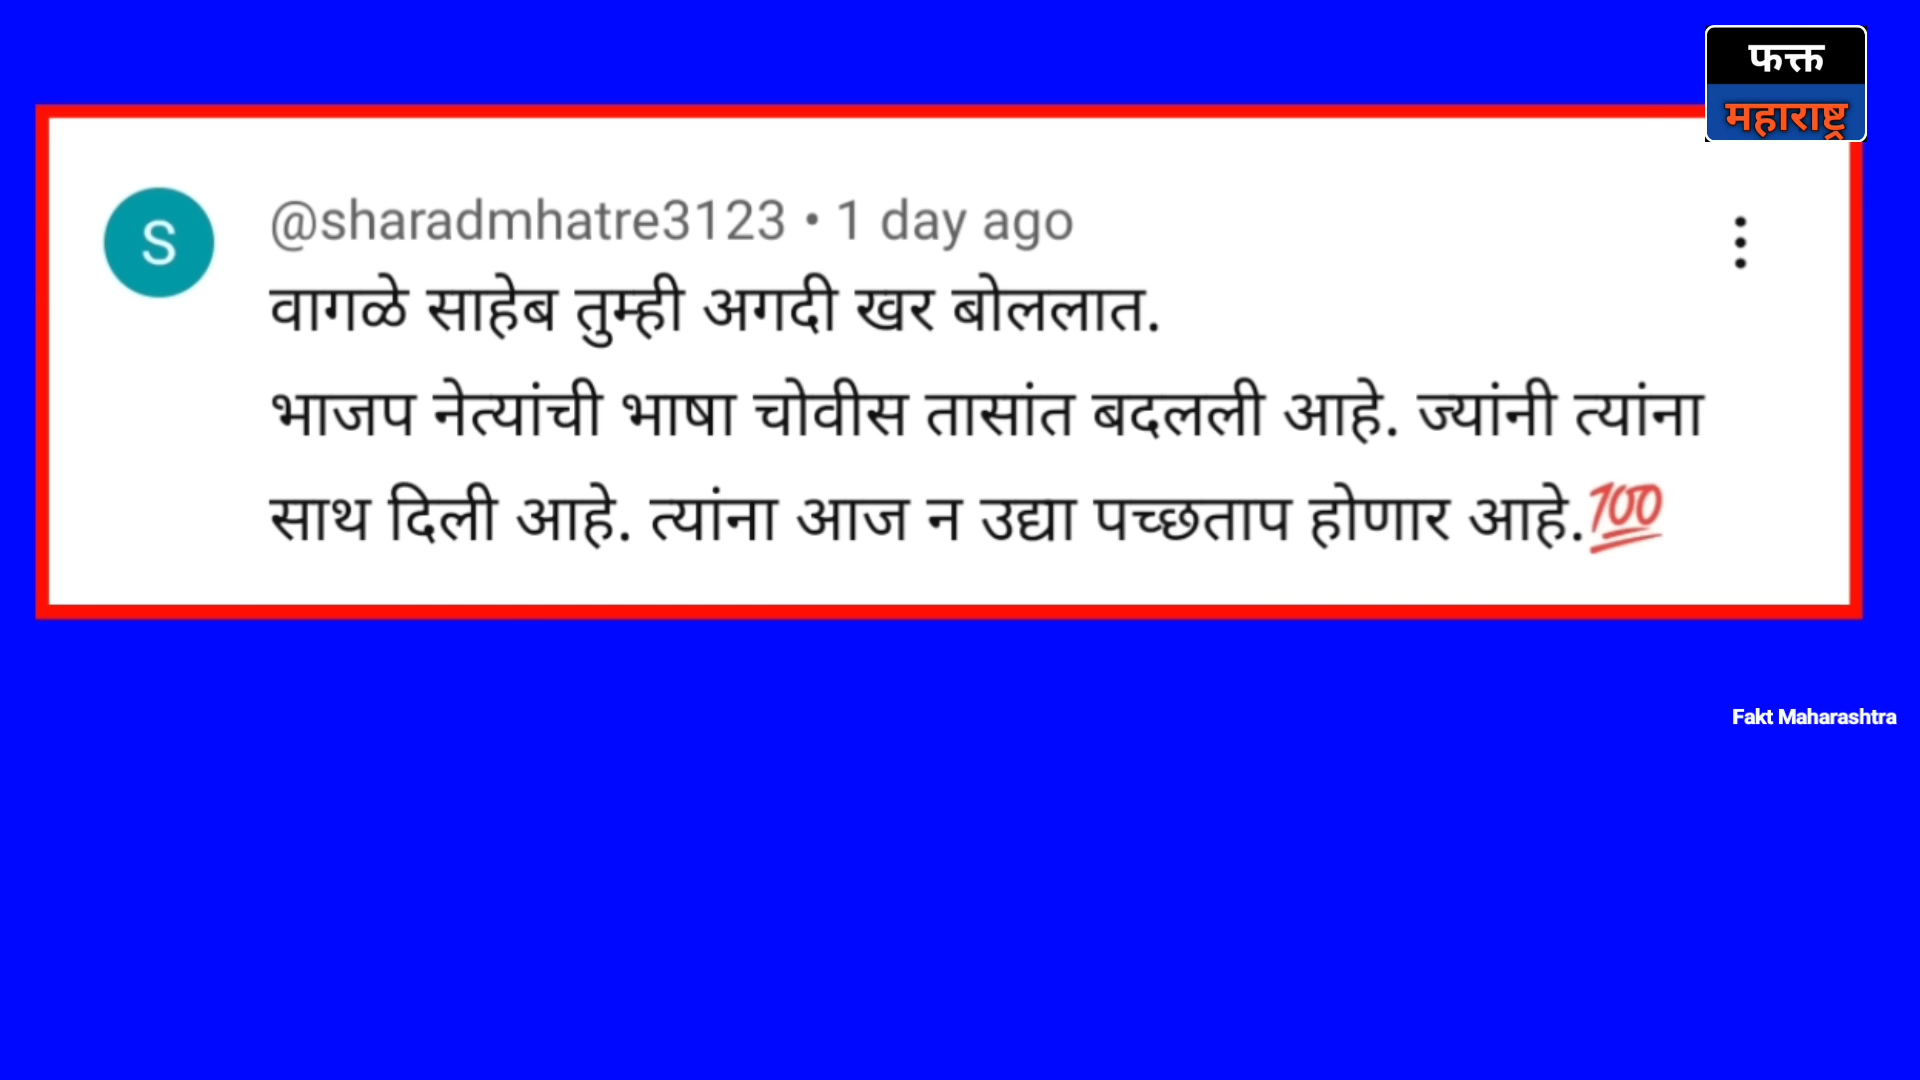 फक्त
महाराष्ट्र
@sharadmhatre3123 • 1 day ago
S
वागळे साहेब तुम्ही अगदी खर बोललात.
भाजप नेत्यांची भाषा चोवीस तासांत बदलली आहे. ज्यांनी त्यांना
साथ दिली आहे. त्यांना आज न उद्या पच्छताप होणार आहे.💯
Fakt Maharashtra